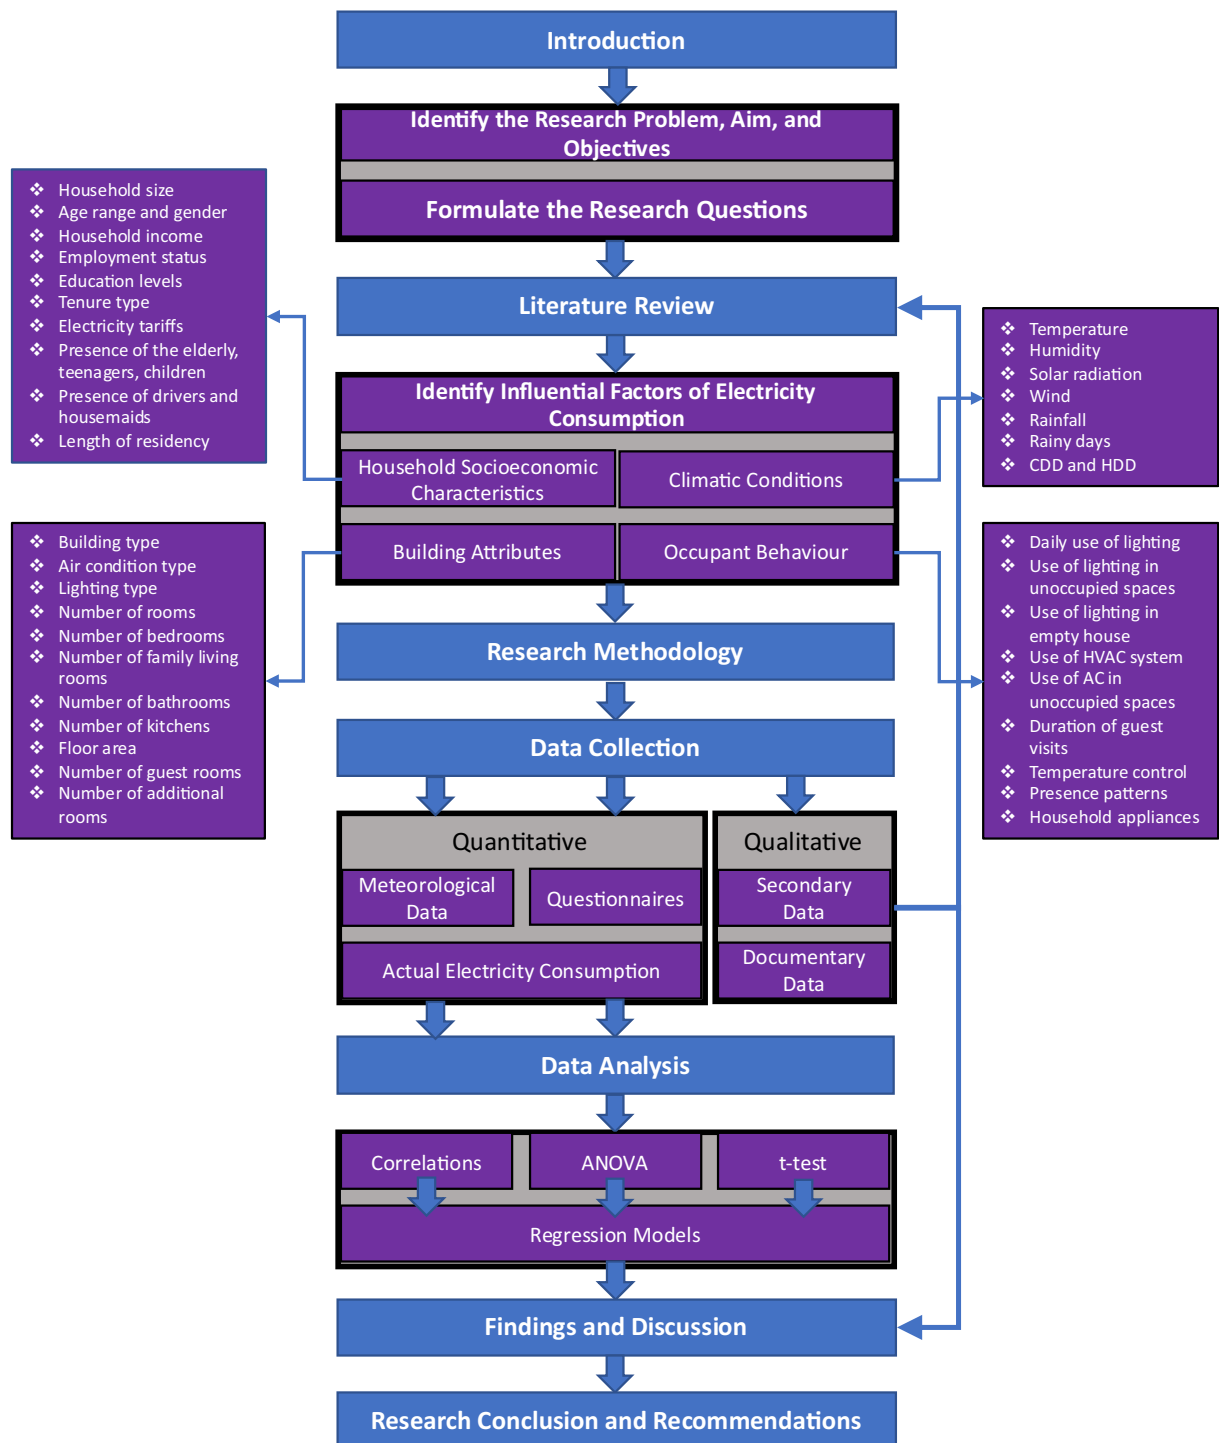 Introduction
Identify the Research Problem, Aim, and
Objectives
Formulate the Research Questions
Literature Review
Identify Influential Factors of Electricity
Consumption
Household Socioeconomic
Characteristics
Climatic Conditions
Building Attributes
Occupant Behaviour
❖ Household size
❖ Age range and gender
❖ Household income
❖ Employment status
❖ Education levels
❖ Tenure type
❖ Electricity tariffs
❖ Presence of the elderly,
teenagers, children
❖ Presence of drivers and
housemaids
❖ Length of residency
❖ Temperature
❖ Humidity
❖ Solar radiation
❖ Wind
❖ Rainfall
❖ Rainy days
❖ CDD and HDD
❖ Building type
❖ Air condition type
❖ Lighting type
❖ Number of rooms
❖ Number of bedrooms
❖ Number of family living
rooms
❖ Number of bathrooms
❖ Number of kitchens
❖ Floor area
❖ Number of guest rooms
❖ Number of additional
rooms
❖ Daily use of lighting
❖ Use of lighting in
unoccupied spaces
❖ Use of lighting in
empty house
❖ Use of HVAC system
❖ Use of AC in
unoccupied spaces
❖ Duration of guest
visits
❖ Temperature control
❖ Presence patterns
❖ Household appliances
Research Methodology
Data Collection
Quantitative
Meteorological
Data
Questionnaires
Actual Electricity Consumption
Qualitative
Secondary
Data
Documentary
Data
Data Analysis
Correlations
ANOVA
t-test
Regression Models
Findings and Discussion
Research Conclusion and Recommendations